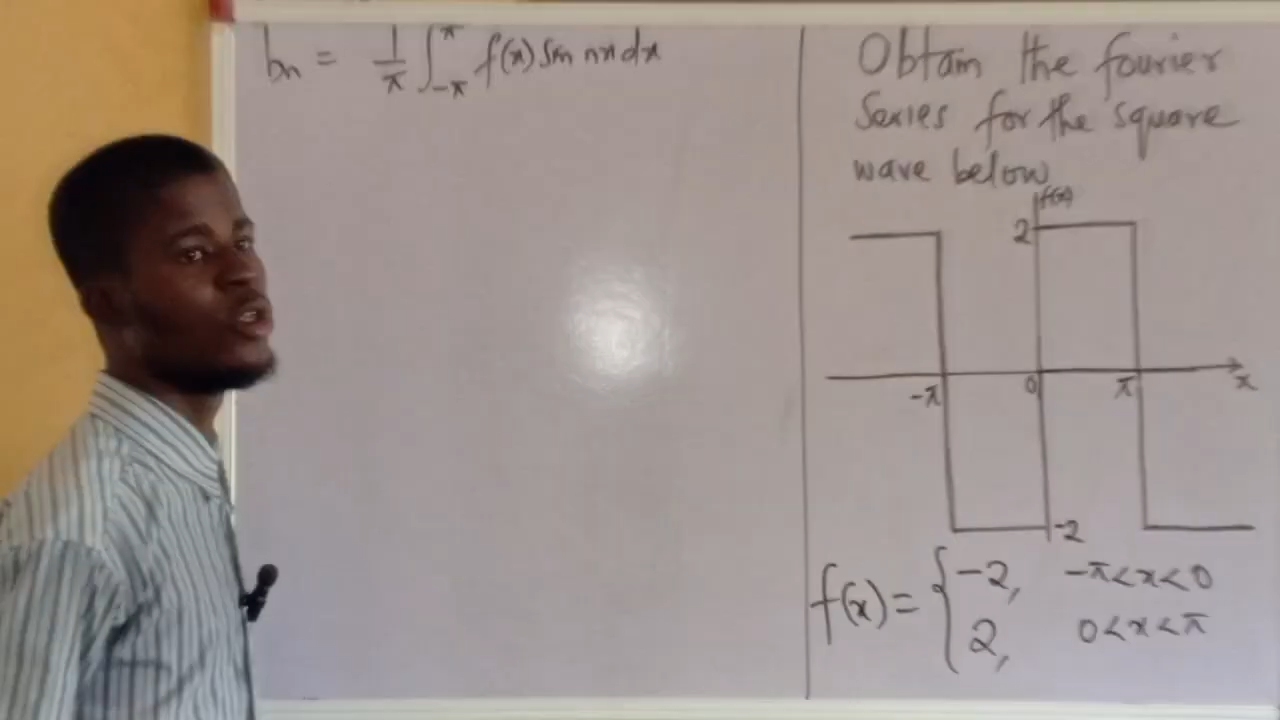 bn = 1/π ∫_{-π}^{π} f(x) sin nx dx
Obtain the fourier
Series for the square
wave below
f(x)
2
-π 0 π x
-2
f(x) = { -2, -π<x<0
2, 0<x<π